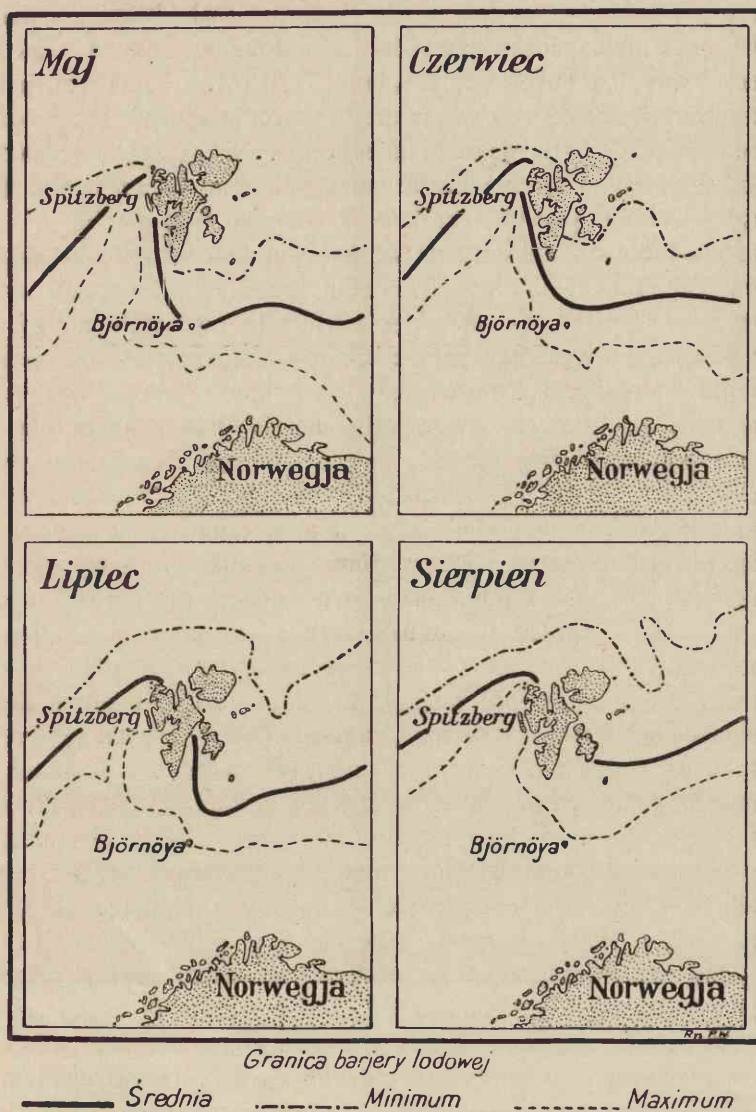 Maj
Spitzberg
Björnöya
Norwegja
Czerwiec
Spitzberg
Björnöya
Norwegja
Lipiec
Spitzberg
Björnöya
Norwegja
Sierpień
Spitzberg
Björnöya
Norwegja
Granica barjery lodowej
Średnia Minimum Maximum